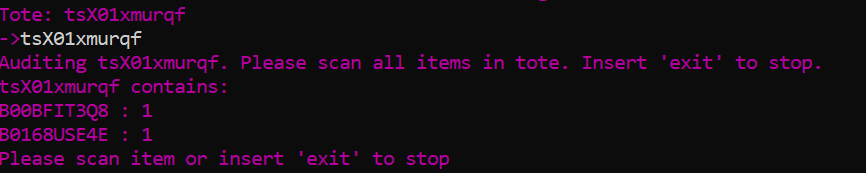 Tote: tsX01xmurqf
->tsX01xmurqf
Auditing tsX01xmurqf. Please scan all items in tote. Insert 'exit' to stop.
tsX01xmurqf contains:
B00BFIT3Q8 : 1
B0168USE4E : 1
Please scan item or insert 'exit' to stop